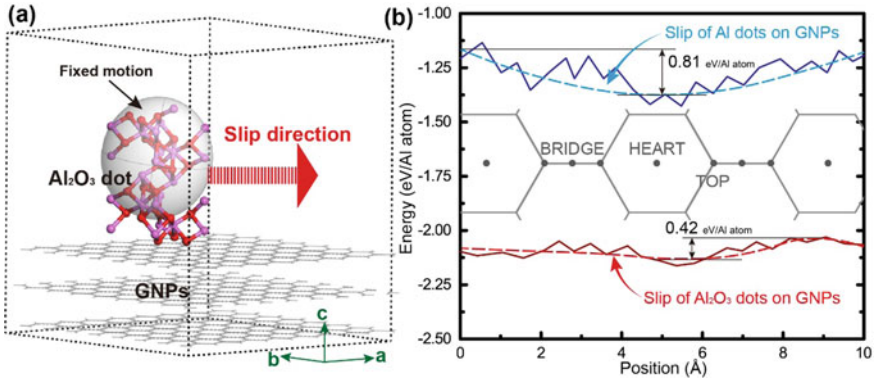 (a)
Fixed motion
Slip direction
Al₂O₃ dot
GNPs
c
b
a
(b)
-1.00
-1.25
-1.50
-1.75
-2.00
-2.25
-2.50
Energy (eV/Al atom)
Slip of Al dots on GNPs
0.81 eV/Al atom
BRIDGE
HEART
TOP
0.42 eV/Al atom
Slip of Al₂O₃ dots on GNPs
0 2 4 6 8 10
Position (Å)